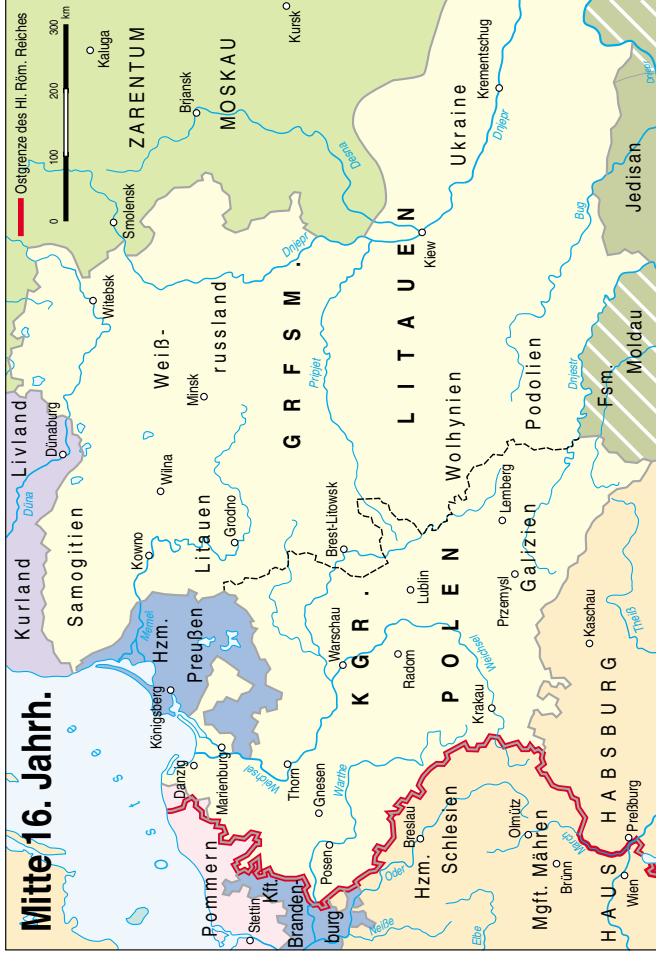 Mitte 16. Jahrh.
Ostgrenze des Hl. Röm. Reiches
0 100 200 300 km
Ostsee
Kurland
Livland
Düna
Dünaburg
Samogitien
Witebsk
Smolensk
Kaluga
ZARENTUM
MOSKAU
Brjansk
Kursk
Desna
Weiß-
russland
Minsk
Wilna
Kowno
Litauen
Grodno
Memel
Hzm.
Preußen
Königsberg
Danzig
Marienburg
Weichsel
Pommern
Stettin
Kft.
Branden-
burg
Thorn
Gnesen
Posen
Warthe
Warschau
Brest-Litowsk
GRFSM.
LITAUEN
Pripjet
Dnjepr
Kiew
Ukraine
Krementschug
Dnjepr
Dnjepr
KGR.
POLEN
Radom
Lublin
Weichsel
Krakau
Wolhynien
Podolien
Lemberg
Przemysl
Galizien
Dnjestr
Bug
Jedisan
Fsm.
Moldau
Neiße
Oder
Elbe
Breslau
Hzm.
Schlesien
Olmütz
Mgft. Mähren
Brünn
March
HAUS HABSBURG
Wien
Preßburg
Kaschau
Theiß